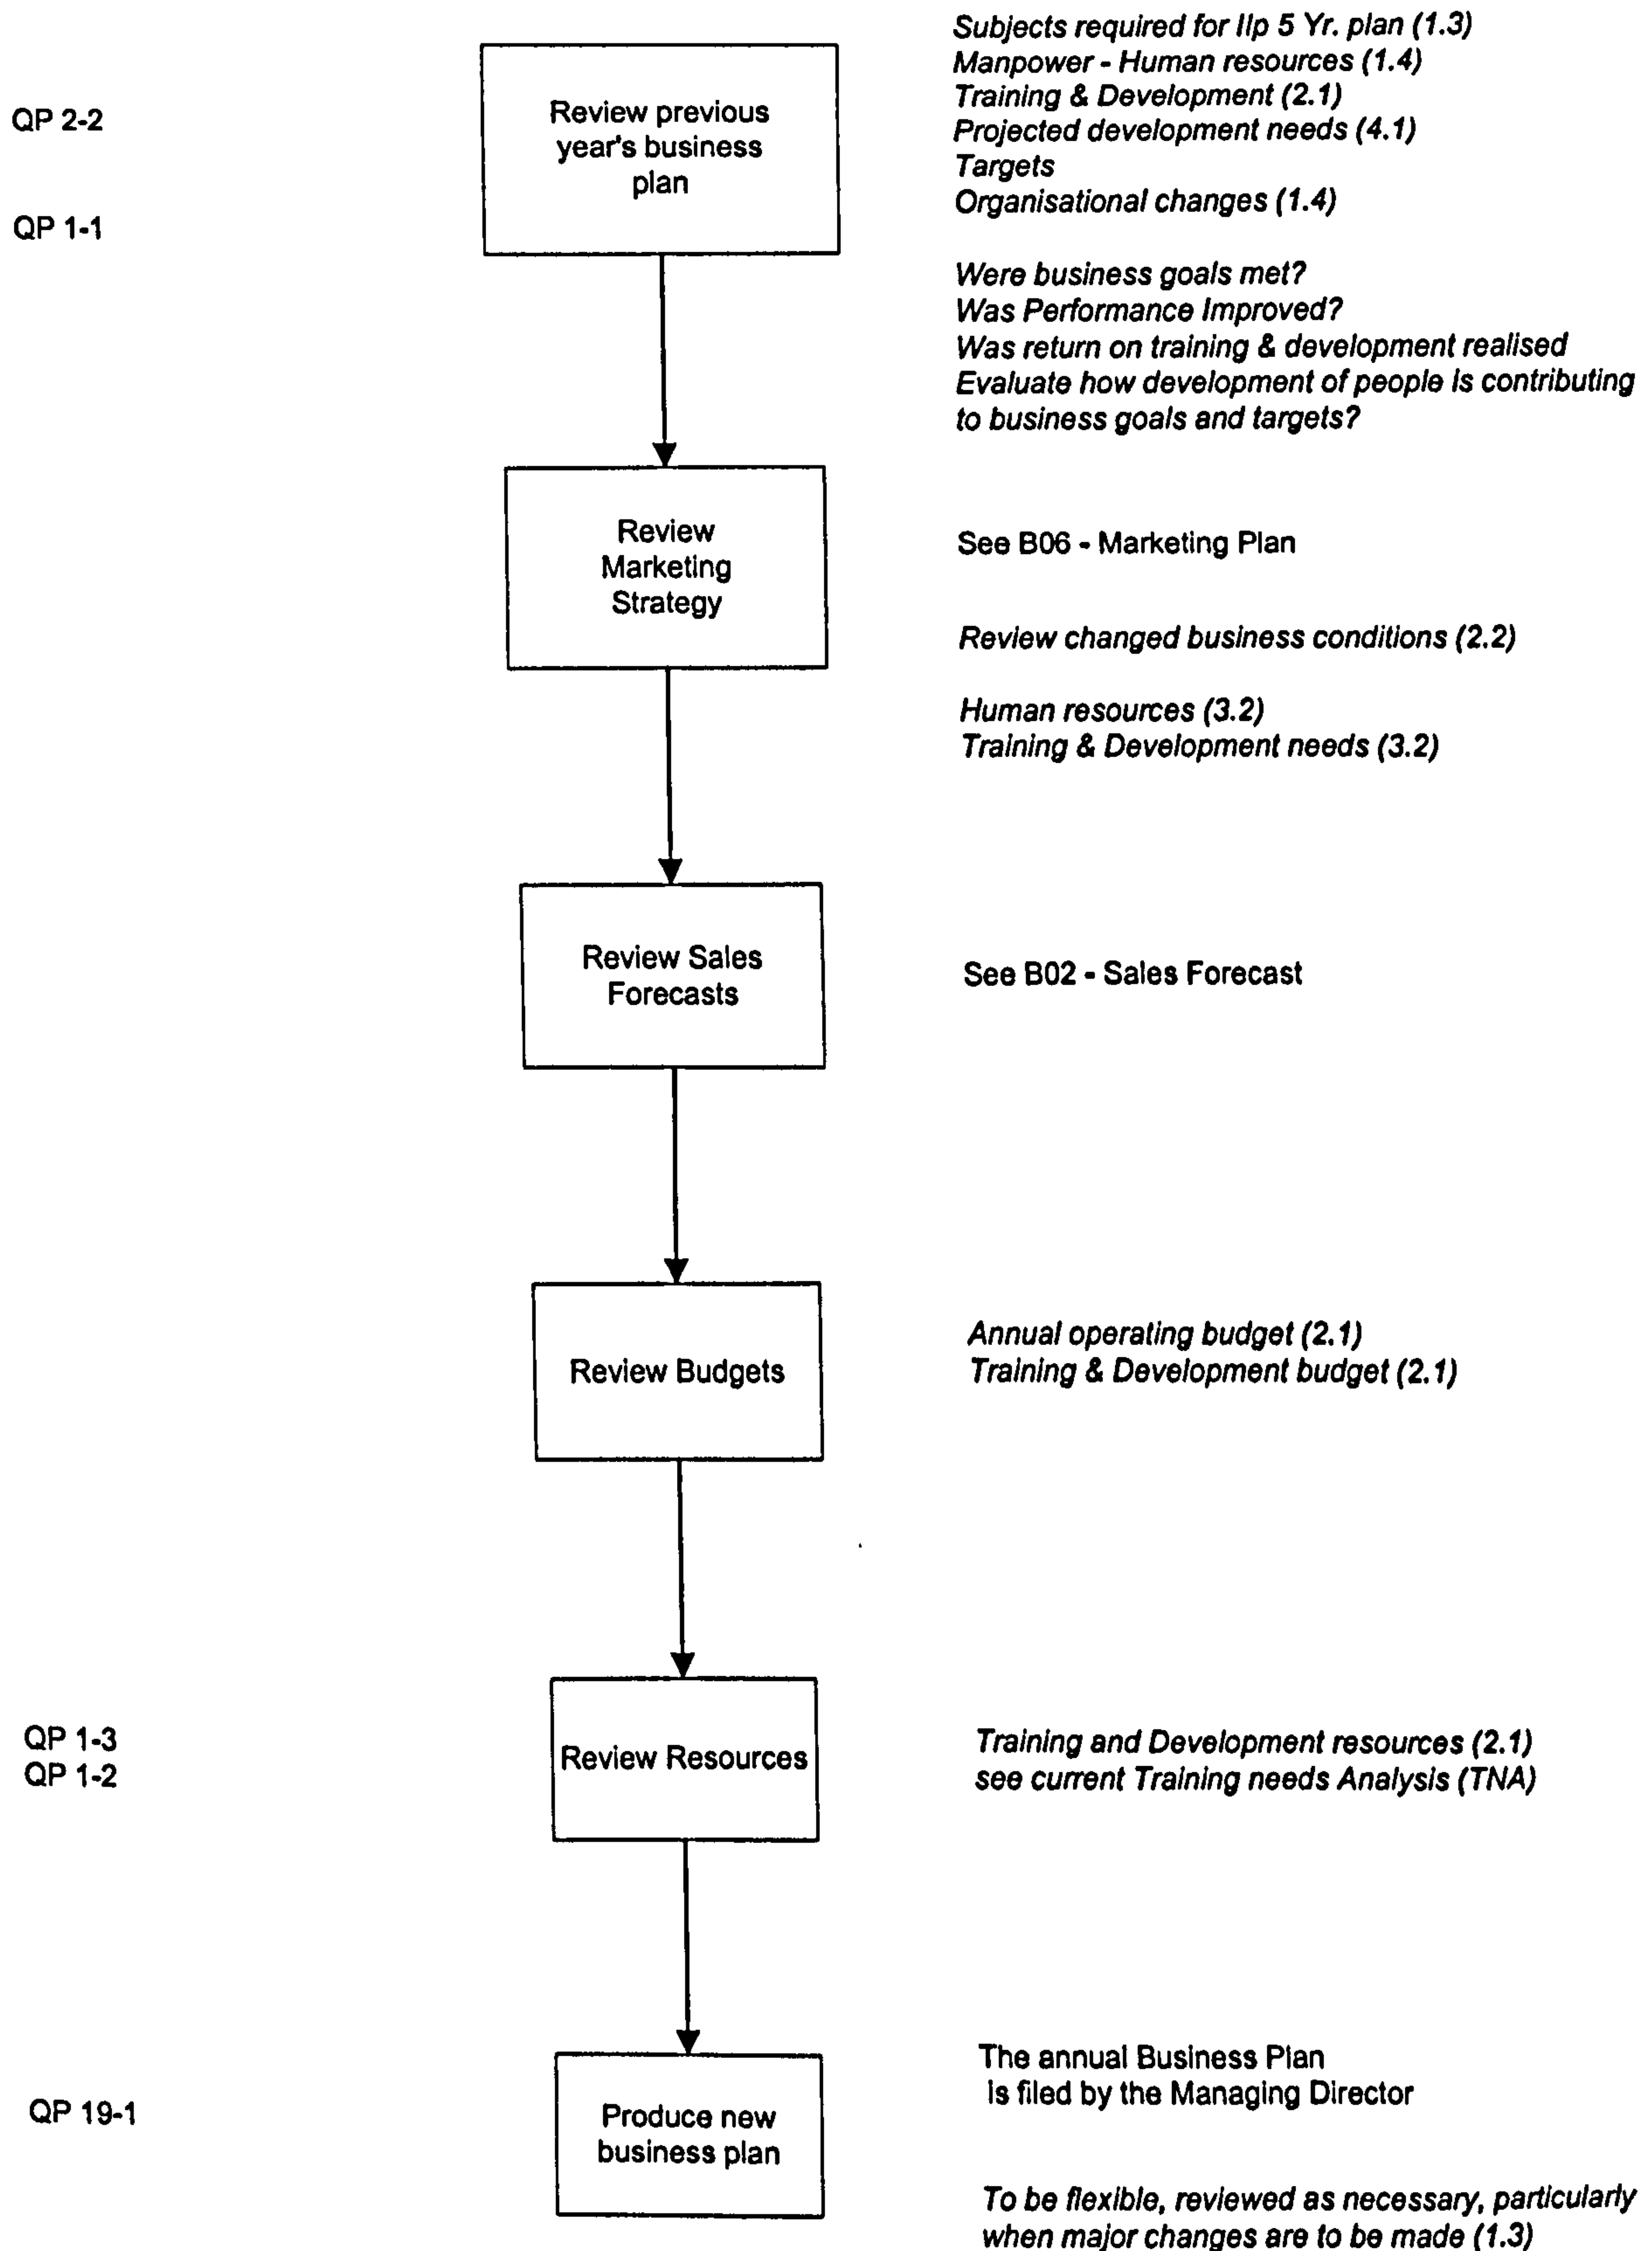 Subjects required for IIp 5 Yr. plan (1.3)
Manpower - Human resources (1.4)
Training & Development (2.1)
Projected development needs (4.1)
Targets
Organisational changes (1.4)
QP 2-2
QP 1-1
Review previous
year's business
plan
Were business goals met?
Was Performance Improved?
Was return on training & development realised
Evaluate how development of people is contributing
to business goals and targets?
Review
Marketing
Strategy
See B06 - Marketing Plan
Review changed business conditions (2.2)
Human resources (3.2)
Training & Development needs (3.2)
Review Sales
Forecasts
See B02 - Sales Forecast
Review Budgets
Annual operating budget (2.1)
Training & Development budget (2.1)
QP 1-3
QP 1-2
Review Resources
Training and Development resources (2.1)
see current Training needs Analysis (TNA)
QP 19-1
Produce new
business plan
The annual Business Plan
is filed by the Managing Director
To be flexible, reviewed as necessary, particularly
when major changes are to be made (1.3)